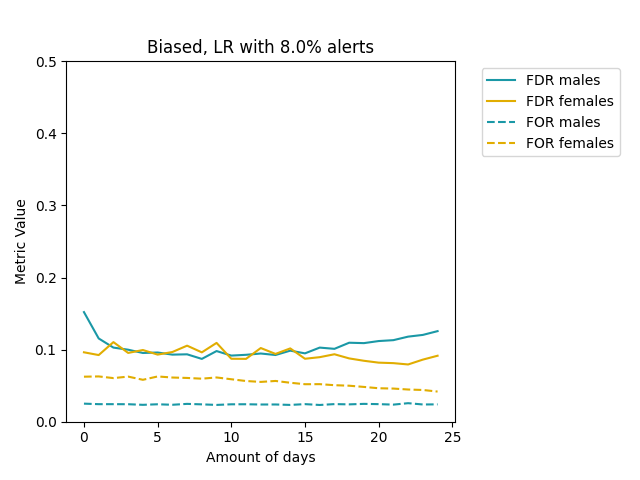 Biased, LR with 8.0% alerts
0.5
0.4
0.3
0.2
0.1
0.0
Metric Value
0
5
10
15
20
25
Amount of days
FDR males
FDR females
FOR males
FOR females